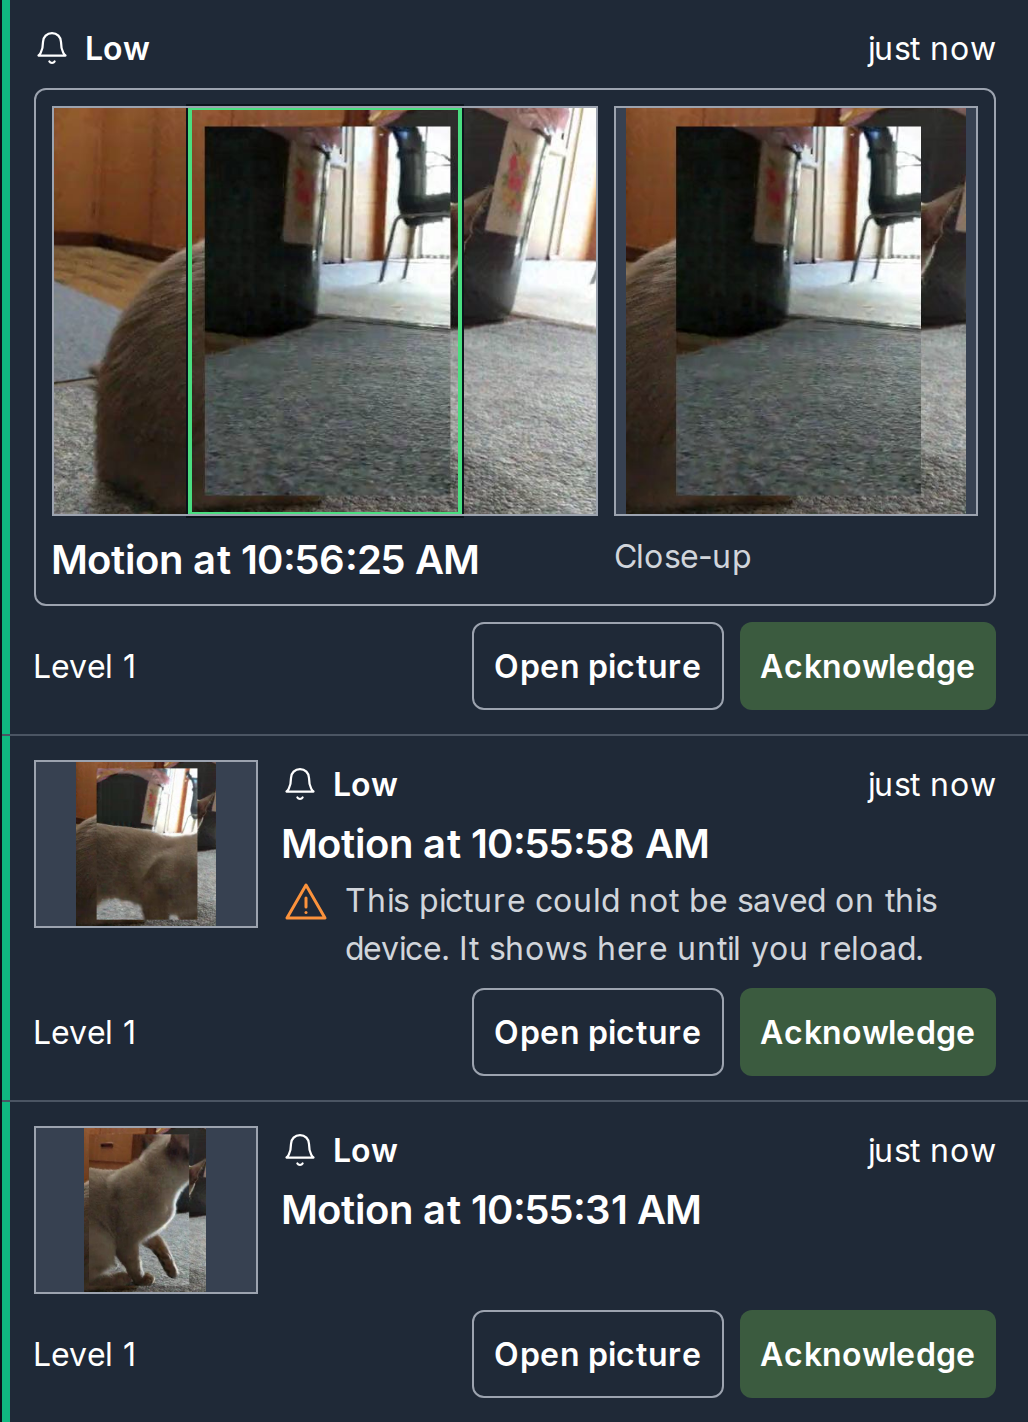 Low
just now
Motion at 10:56:25 AM
Close-up
Level 1
Open picture
Acknowledge
Low
just now
Motion at 10:55:58 AM
This picture could not be saved on this
device. It shows here until you reload.
Level 1
Open picture
Acknowledge
Low
just now
Motion at 10:55:31 AM
Level 1
Open picture
Acknowledge